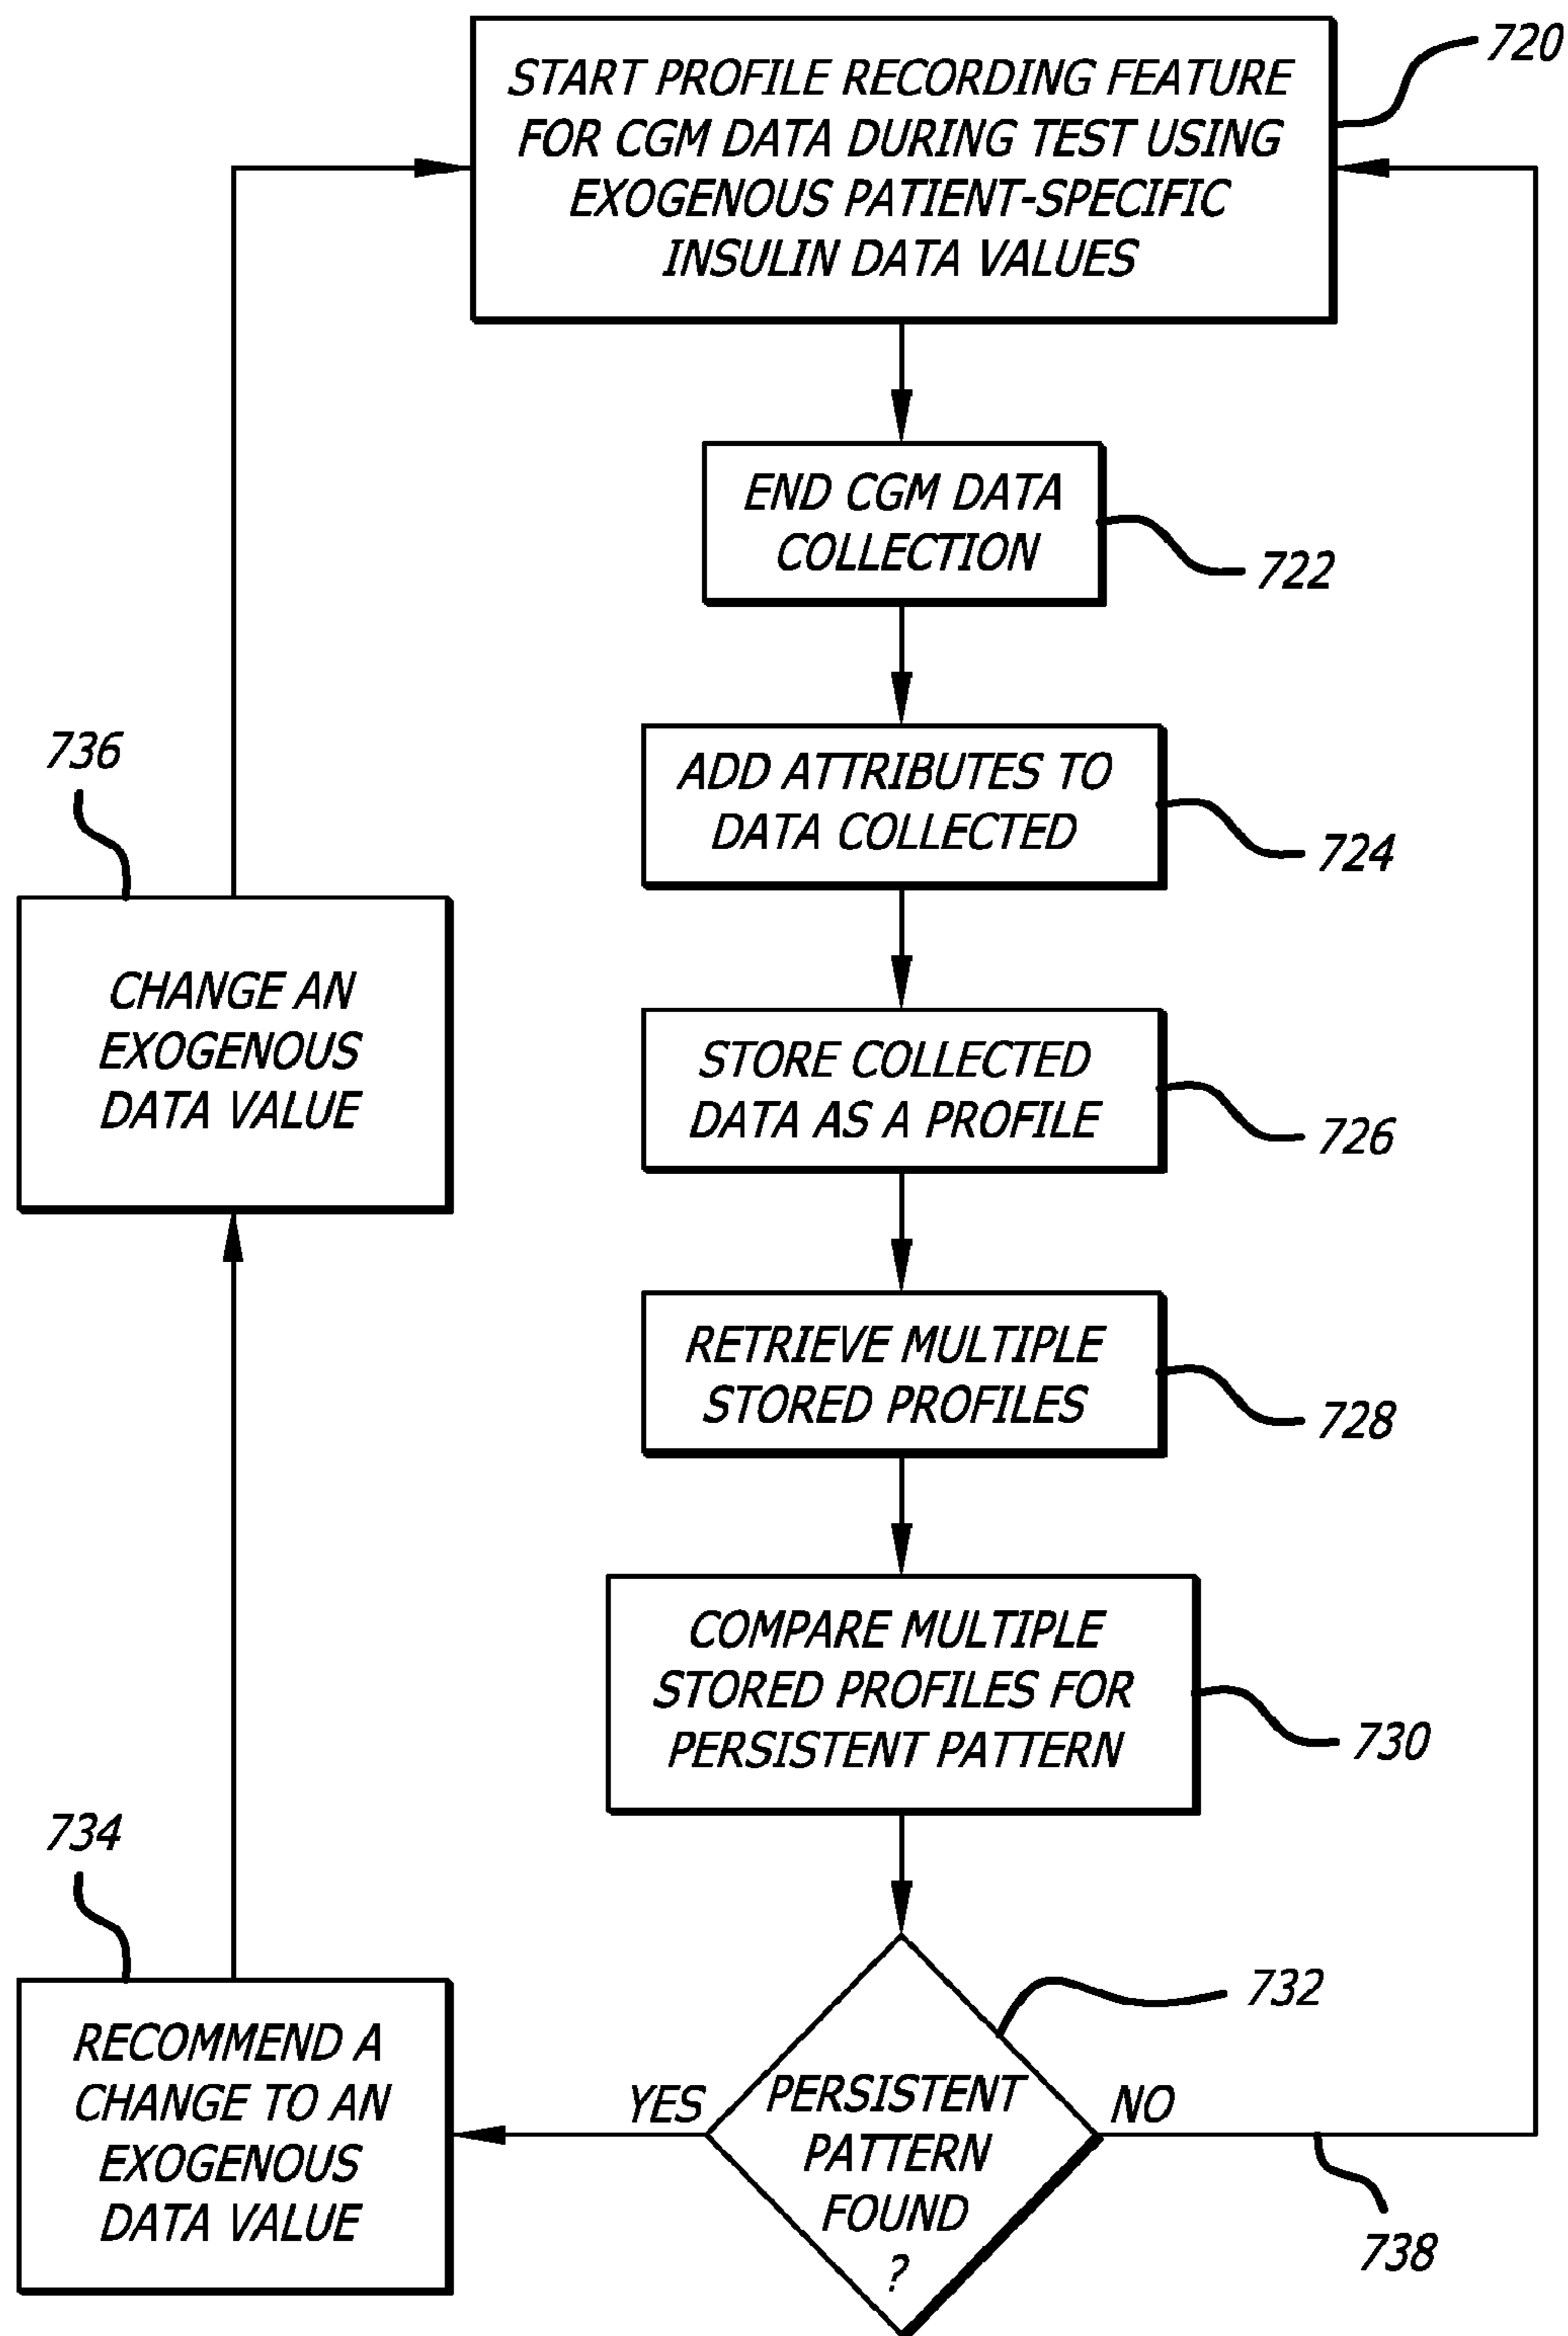 720
START PROFILE RECORDING FEATURE
FOR CGM DATA DURING TEST USING
EXOGENOUS PATIENT-SPECIFIC
INSULIN DATA VALUES
END CGM DATA
COLLECTION
722
ADD ATTRIBUTES TO
DATA COLLECTED
724
736
CHANGE AN
EXOGENOUS
DATA VALUE
STORE COLLECTED
DATA AS A PROFILE
726
RETRIEVE MULTIPLE
STORED PROFILES
728
COMPARE MULTIPLE
STORED PROFILES FOR
PERSISTENT PATTERN
730
734
RECOMMEND A
CHANGE TO AN
EXOGENOUS
DATA VALUE
732
YES
PERSISTENT
PATTERN
FOUND
?
NO
738